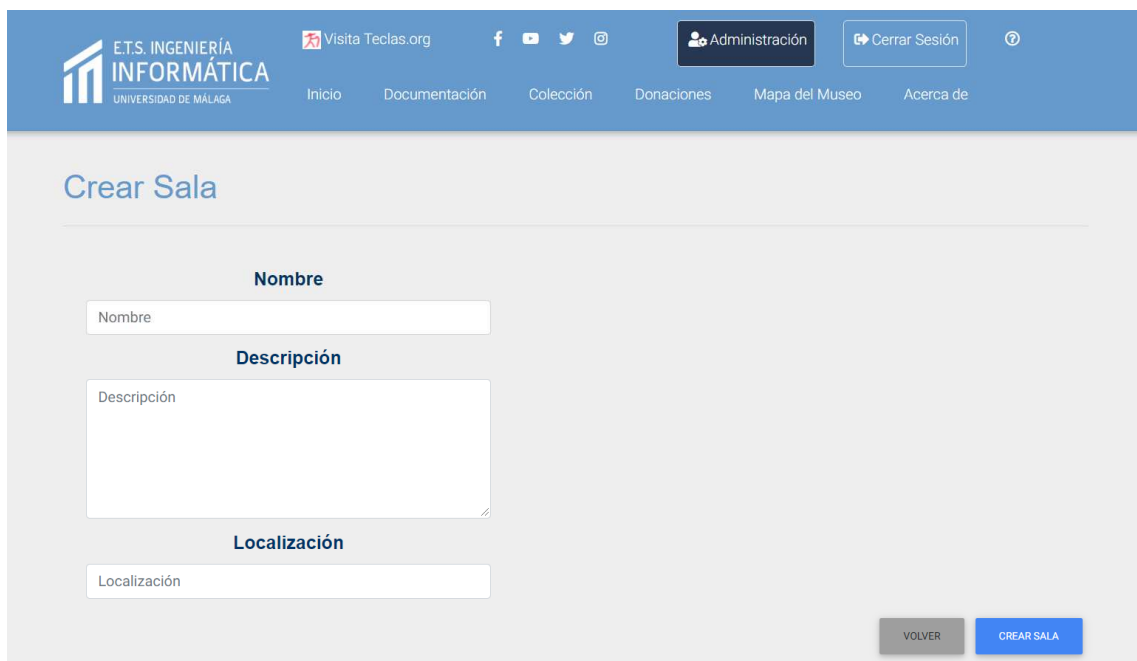 E.T.S. INGENIERÍA
INFORMÁTICA
UNIVERSIDAD DE MÁLAGA
Visita Teclas.org
Administración
Cerrar Sesión
Inicio
Documentación
Colección
Donaciones
Mapa del Museo
Acerca de
Crear Sala
Nombre
Nombre
Descripción
Descripción
Localización
Localización
VOLVER
CREAR SALA